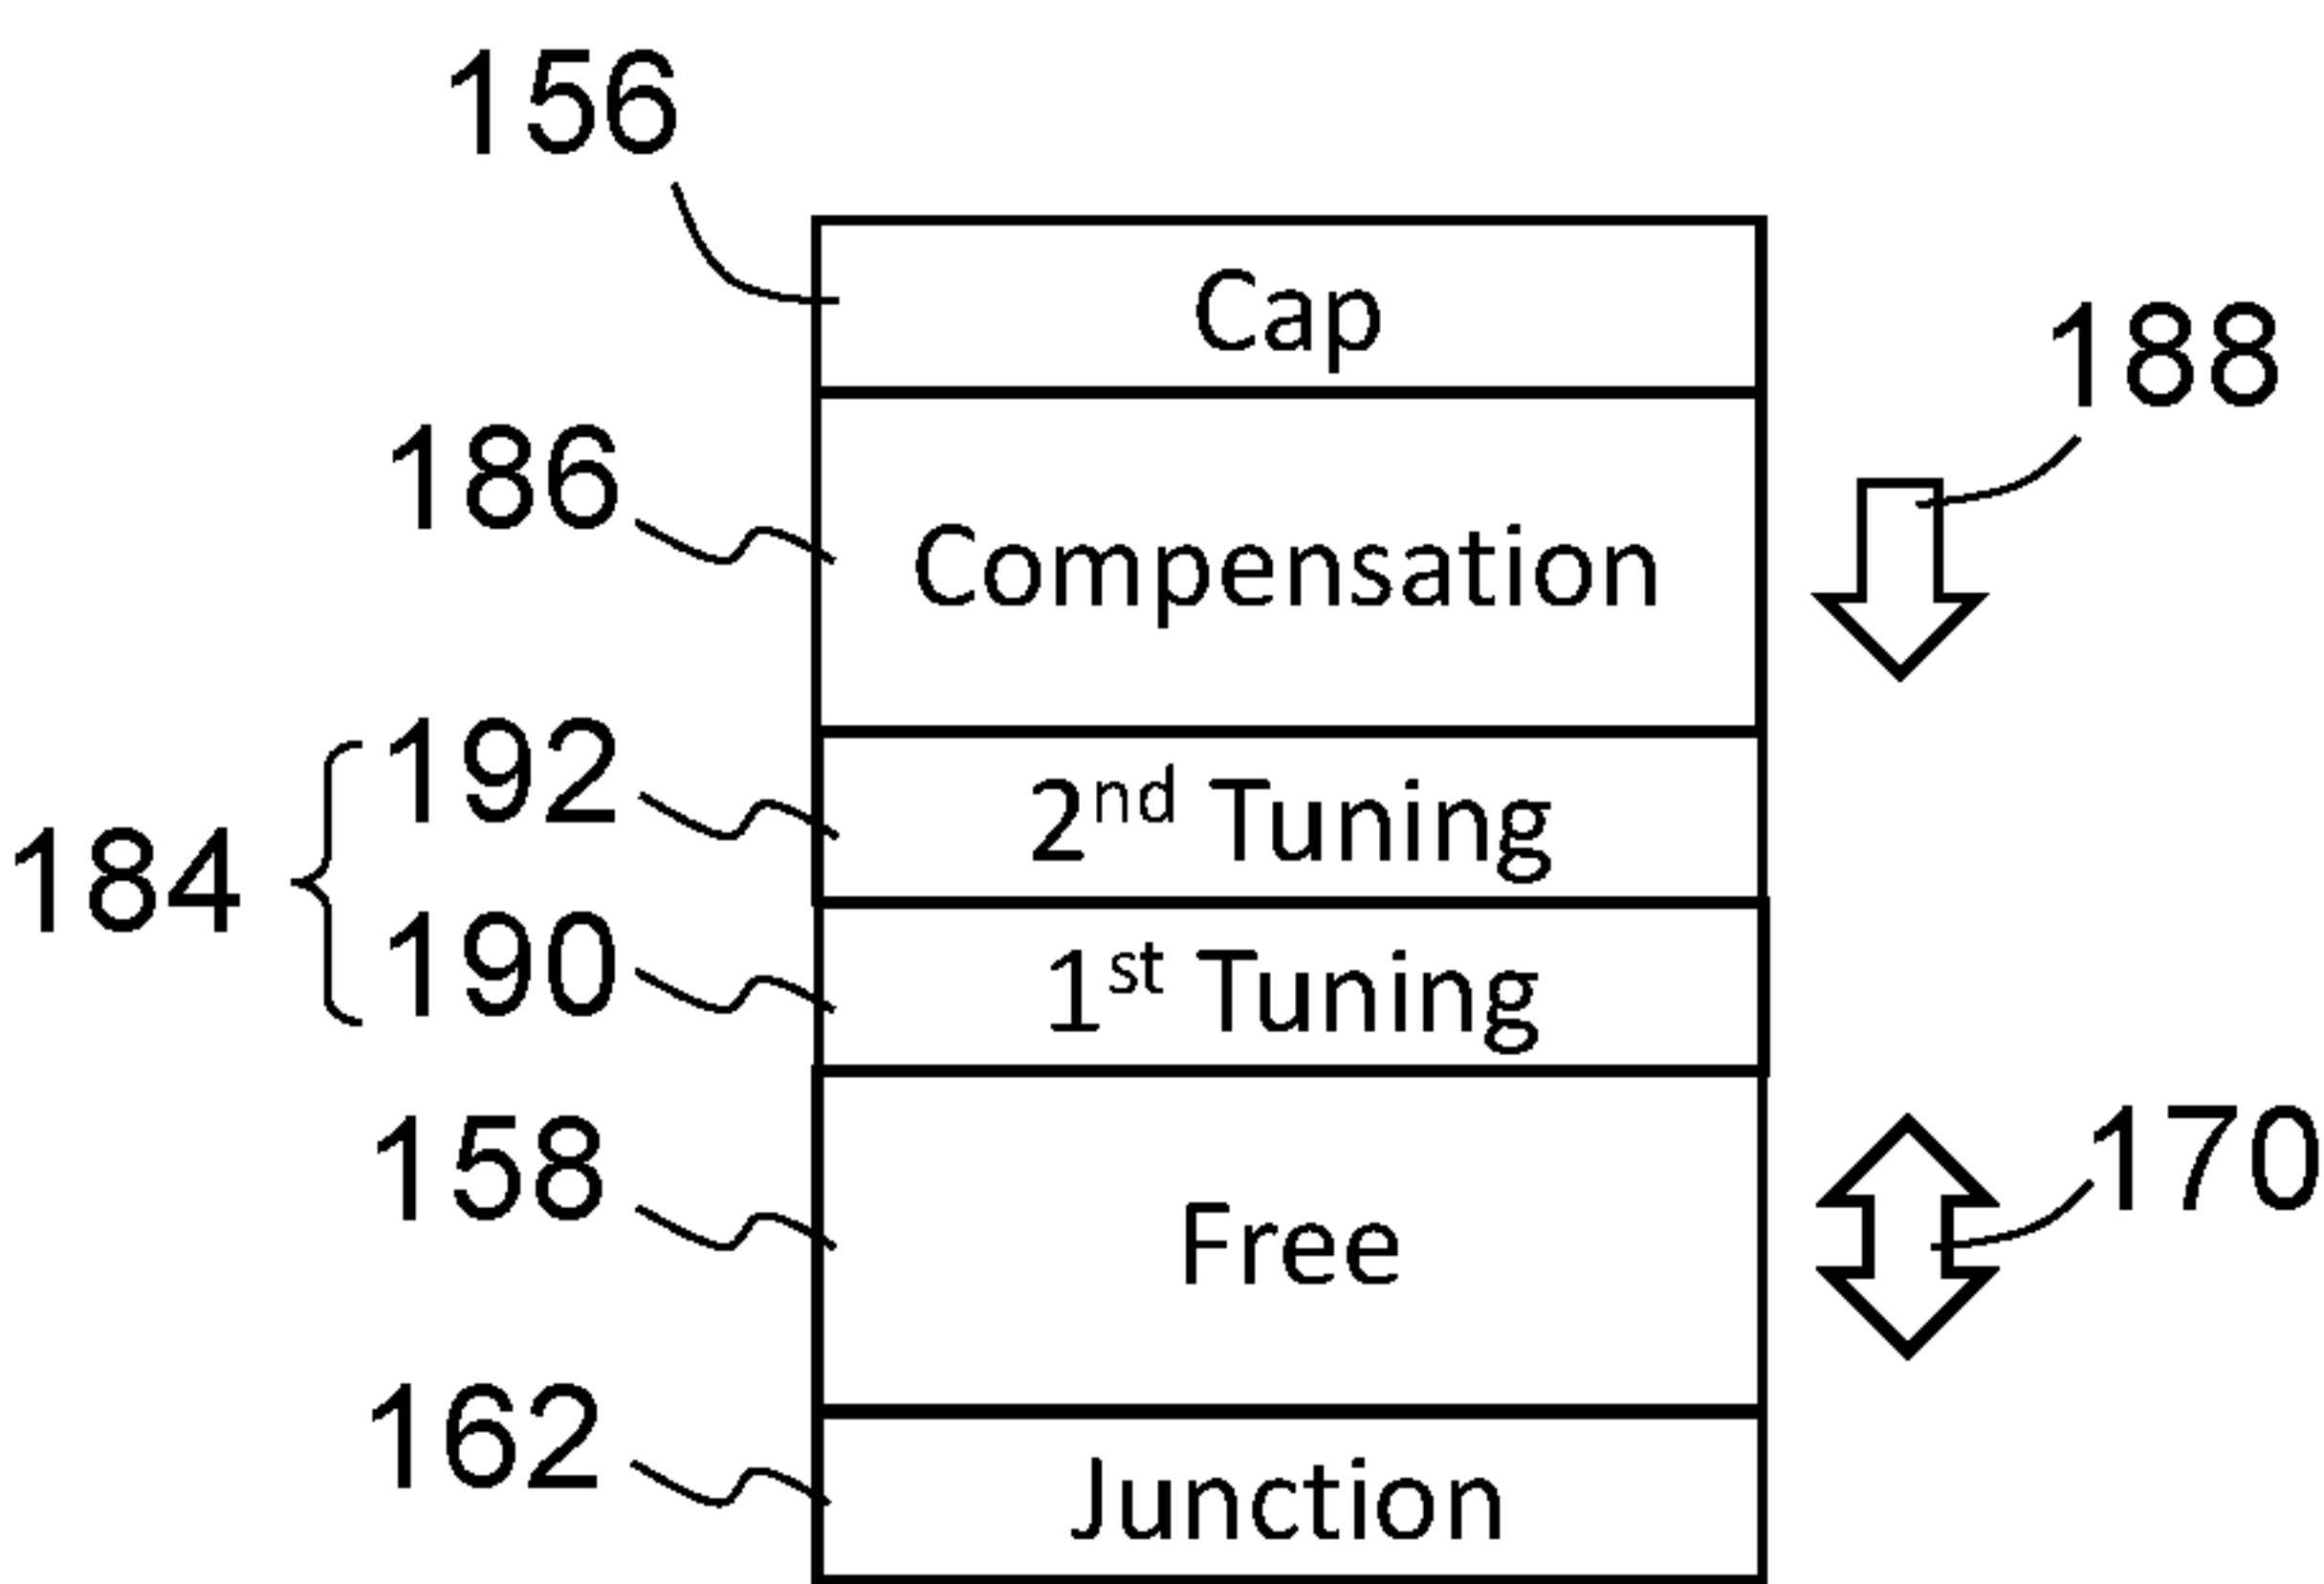 156
Cap
188
186
Compensation
192
2nd Tuning
184
190
1st Tuning
158
Free
170
162
Junction